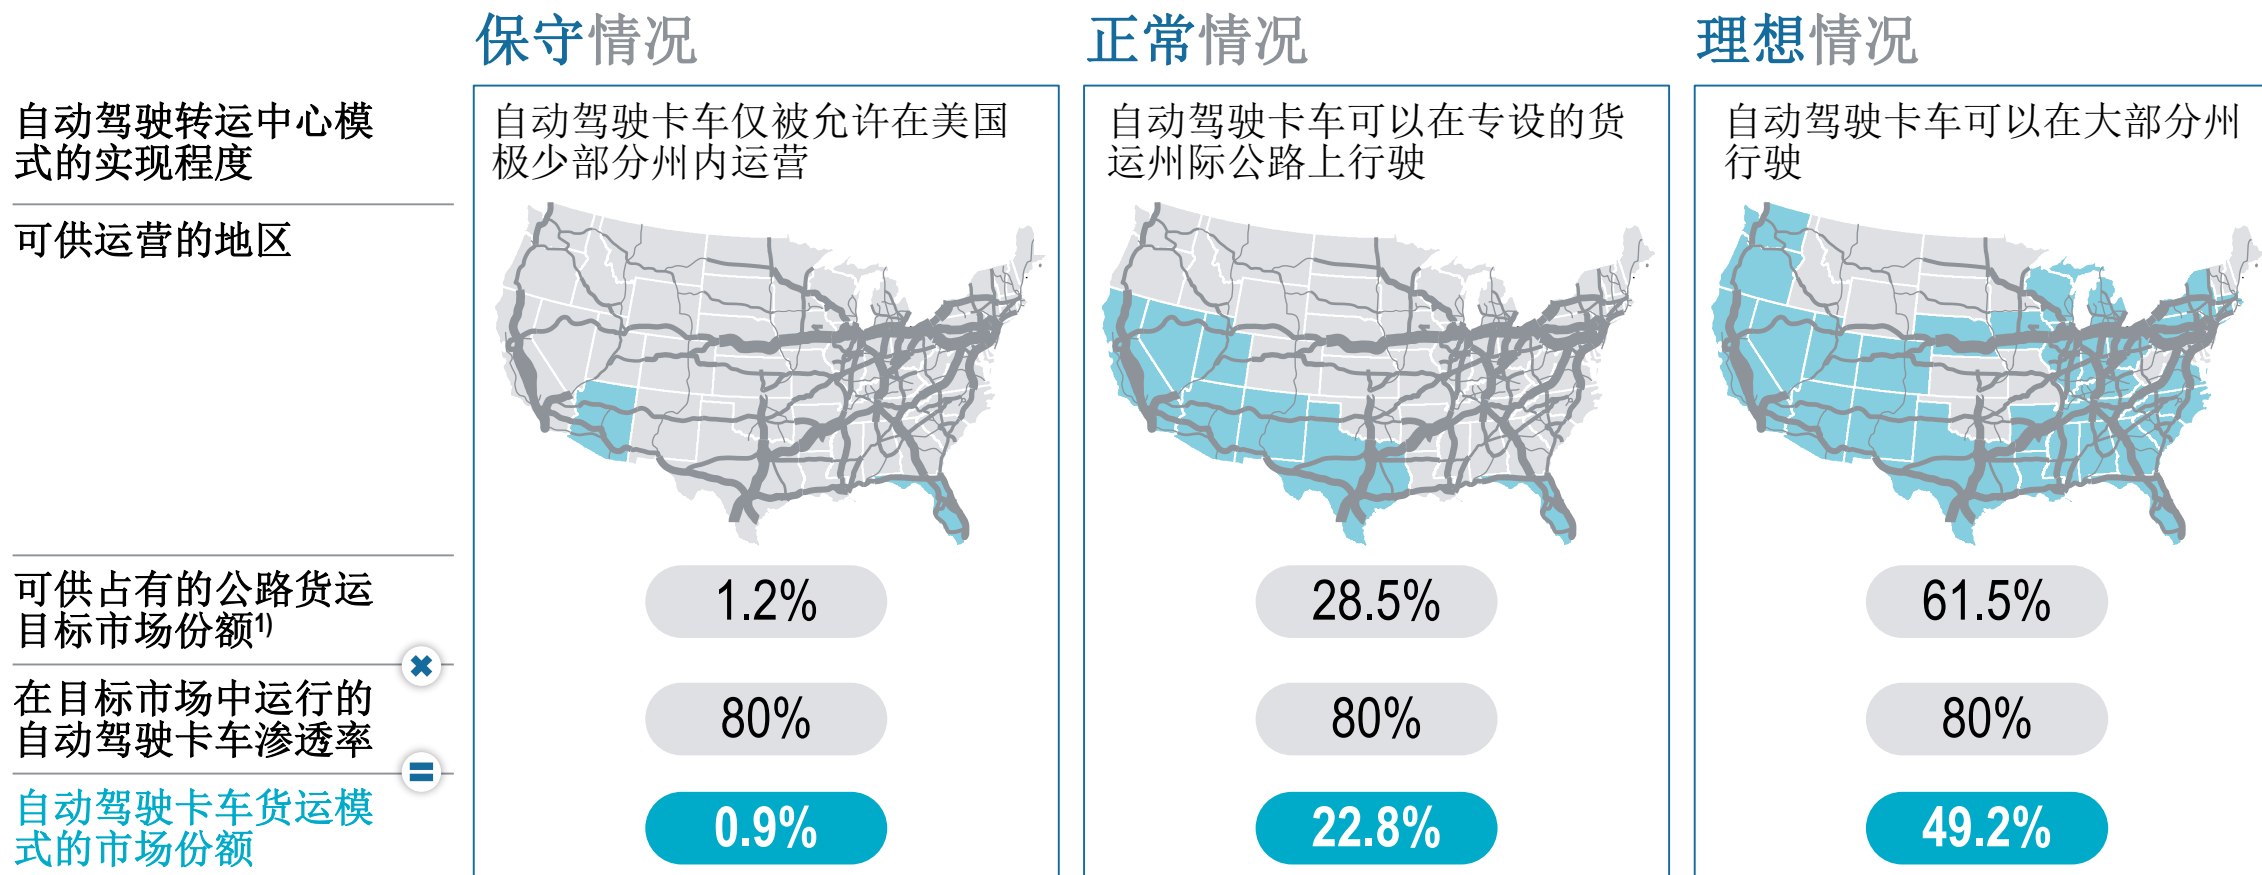 保守情况
正常情况
理想情况
自动驾驶转运中心模
式的实现程度
自动驾驶卡车仅被允许在美国
极少部分州内运营
自动驾驶卡车可以在专设的货
运州际公路上行驶
自动驾驶卡车可以在大部分州
行驶
可供运营的地区
可供占有的公路货运
目标市场份额1)
1.2%
28.5%
61.5%
在目标市场中运行的
自动驾驶卡车渗透率
80%
80%
80%
自动驾驶卡车货运模
式的市场份额
0.9%
22.8%
49.2%